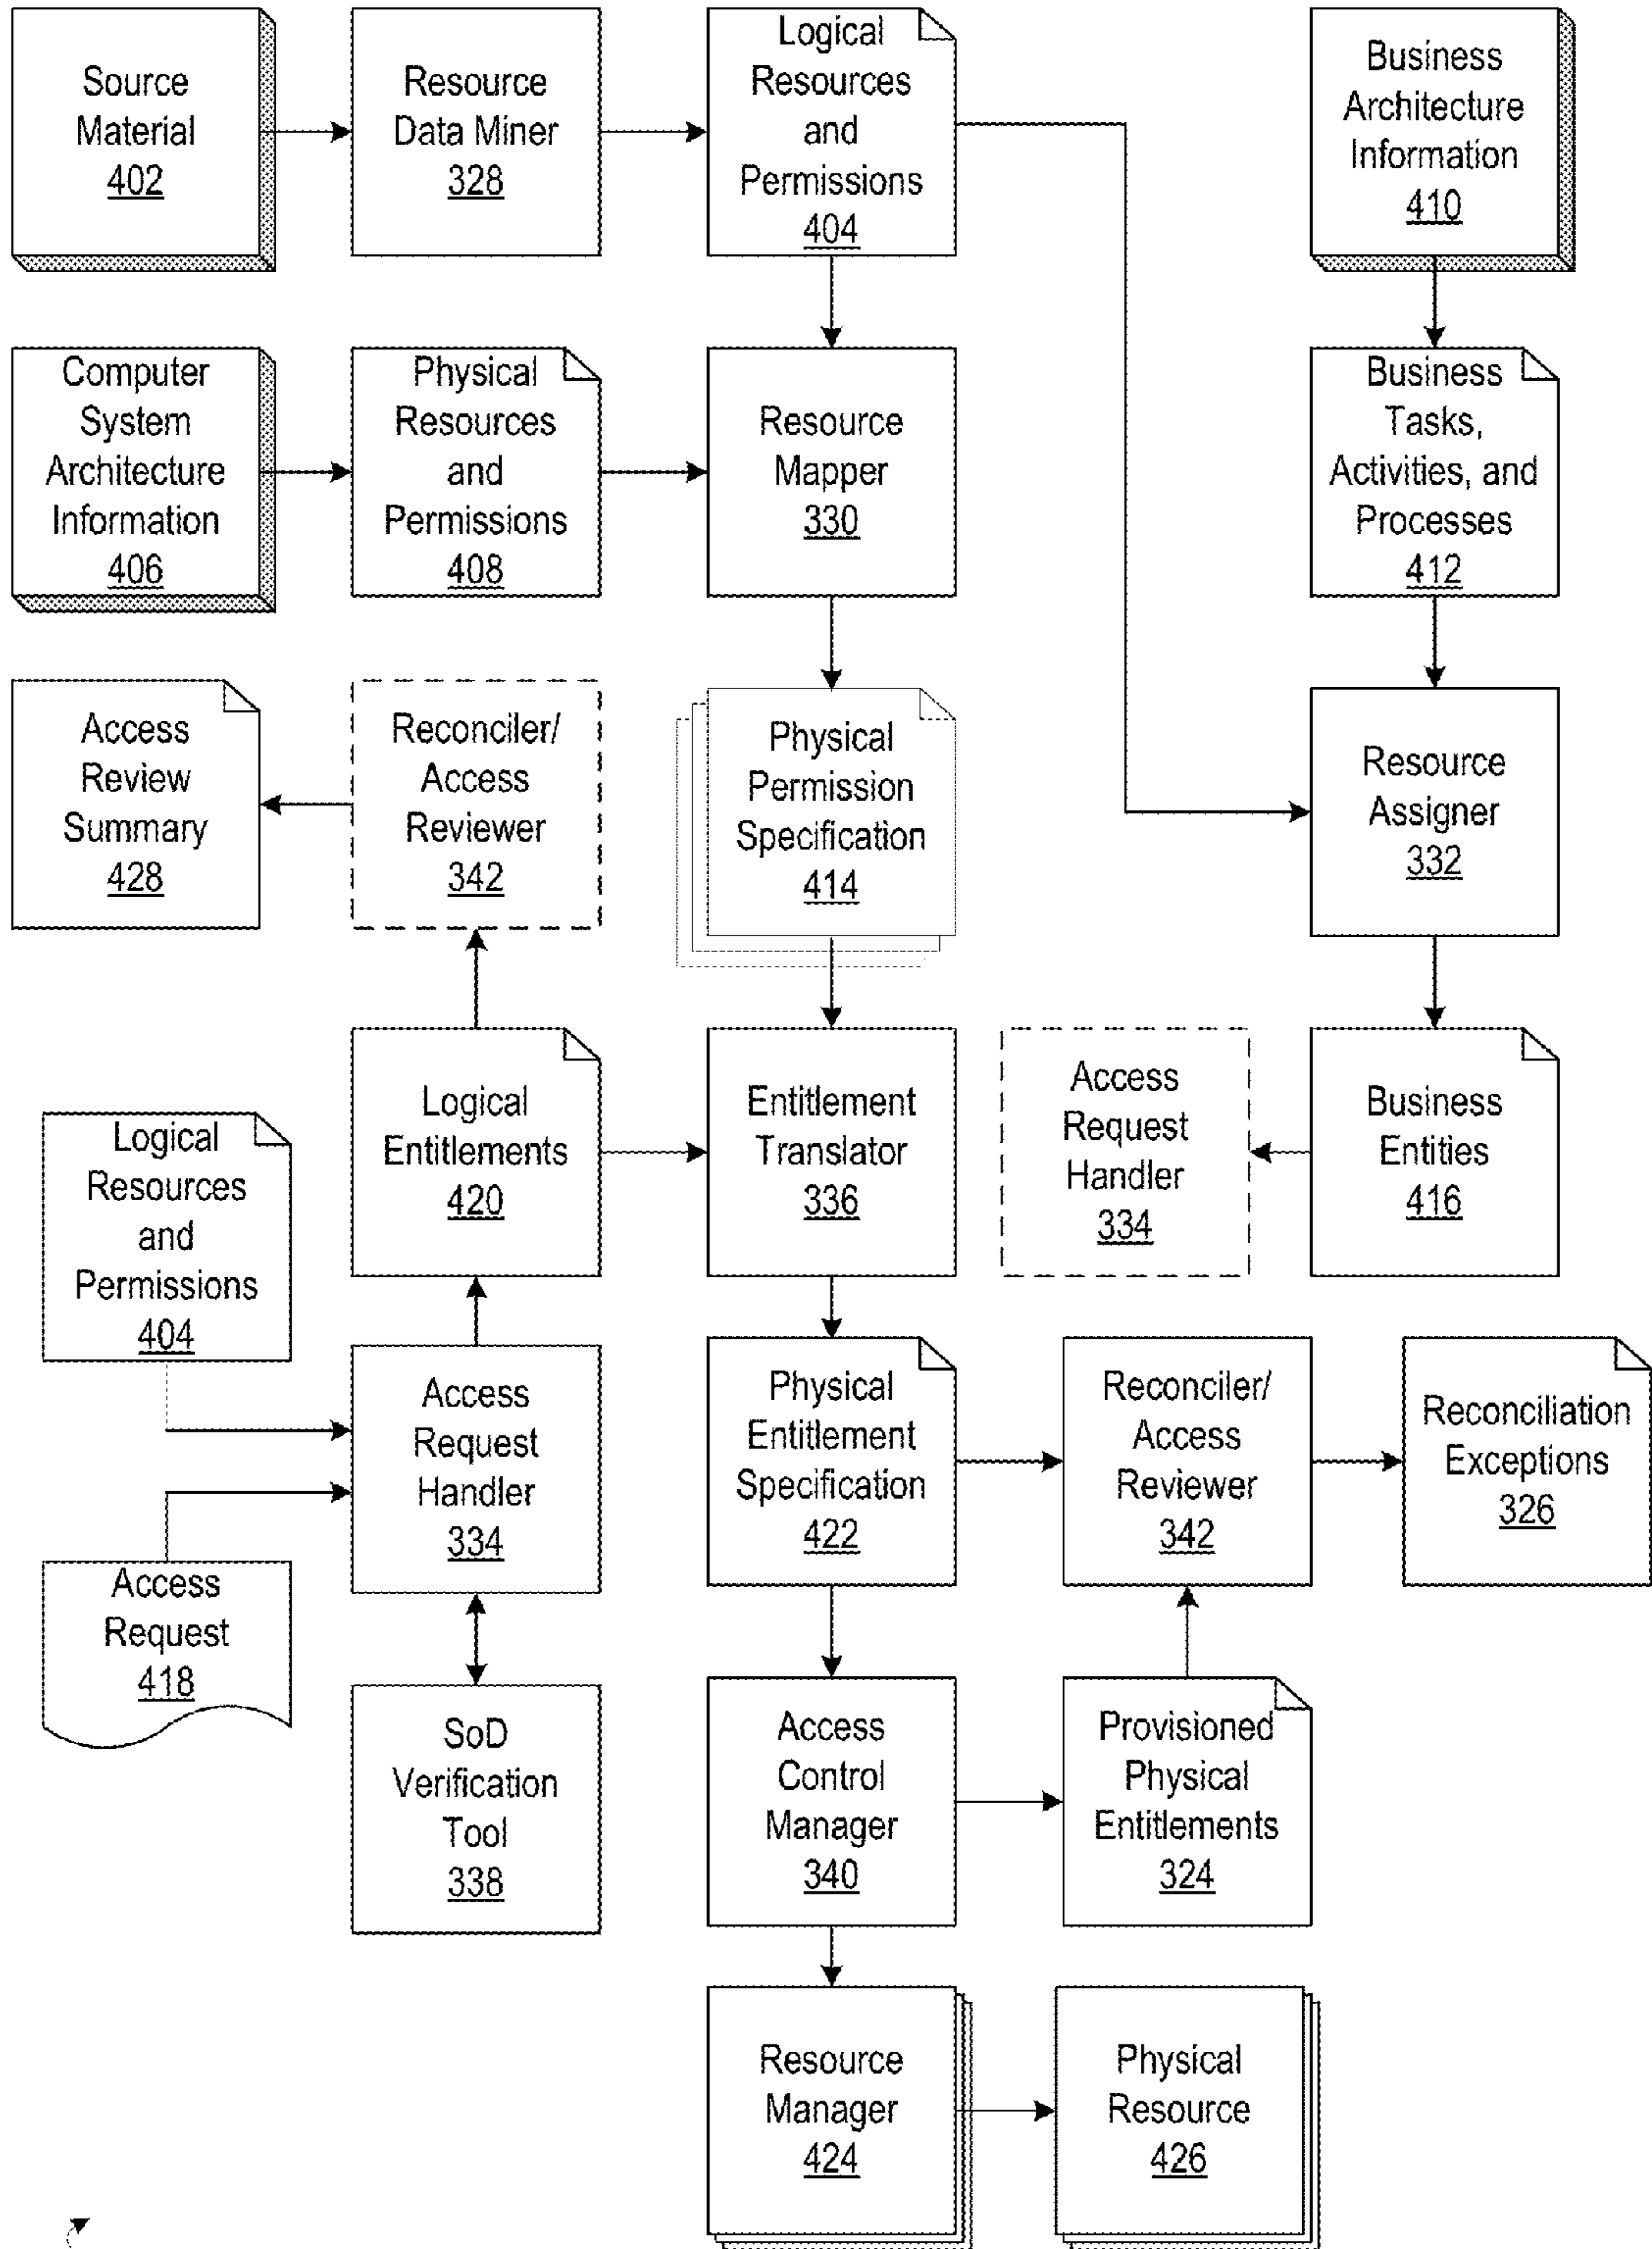 Source
Material
402
Resource
Data Miner
328
Logical
Resources
and
Permissions
404
Business
Architecture
Information
410
Computer
System
Architecture
Information
406
Physical
Resources
and
Permissions
408
Resource
Mapper
330
Business
Tasks,
Activities, and
Processes
412
Access
Review
Summary
428
Reconciler/
Access
Reviewer
342
Physical
Permission
Specification
414
Resource
Assigner
332
Logical
Resources
and
Permissions
404
Logical
Entitlements
420
Entitlement
Translator
336
Access
Request
Handler
334
Business
Entities
416
Access
Request
418
Access
Request
Handler
334
Physical
Entitlement
Specification
422
Reconciler/
Access
Reviewer
342
Reconciliation
Exceptions
326
SoD
Verification
Tool
338
Access
Control
Manager
340
Provisioned
Physical
Entitlements
324
Resource
Manager
424
Physical
Resource
426